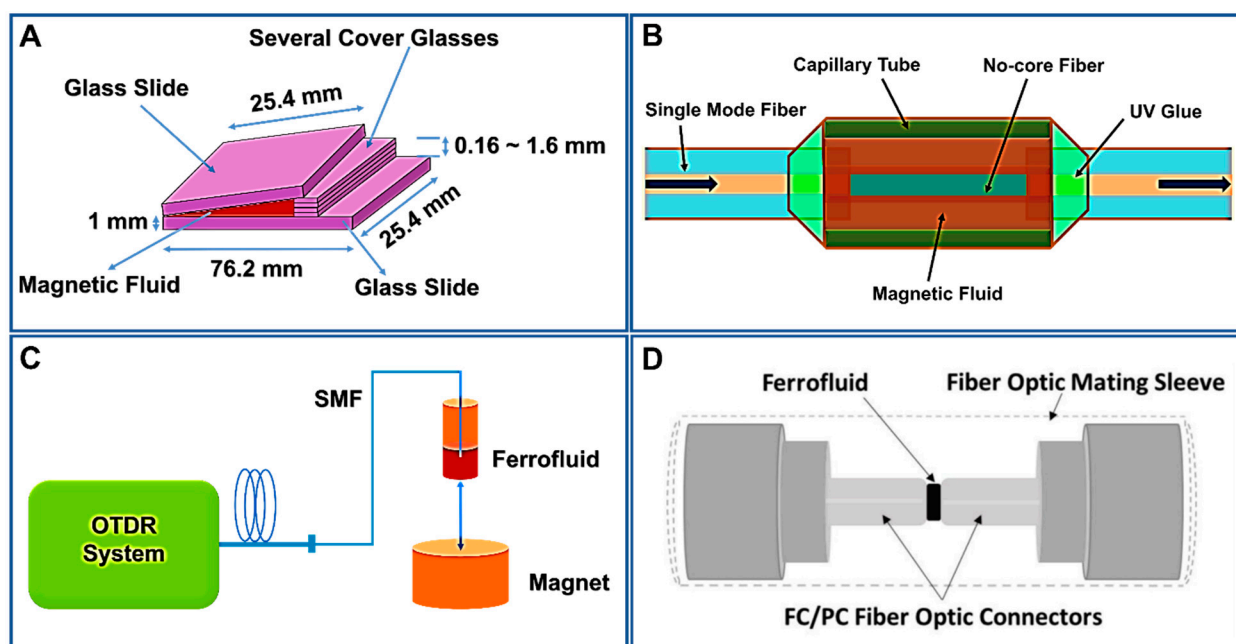 A
Several Cover Glasses
Glass Slide
25.4 mm
0.16 ~ 1.6 mm
1 mm
25.4 mm
76.2 mm
Magnetic Fluid
Glass Slide
B
Capillary Tube
No-core Fiber
Single Mode Fiber
UV Glue
Magnetic Fluid
C
SMF
Ferrofluid
OTDR
System
Magnet
D
Ferrofluid
Fiber Optic Mating Sleeve
FC/PC Fiber Optic Connectors